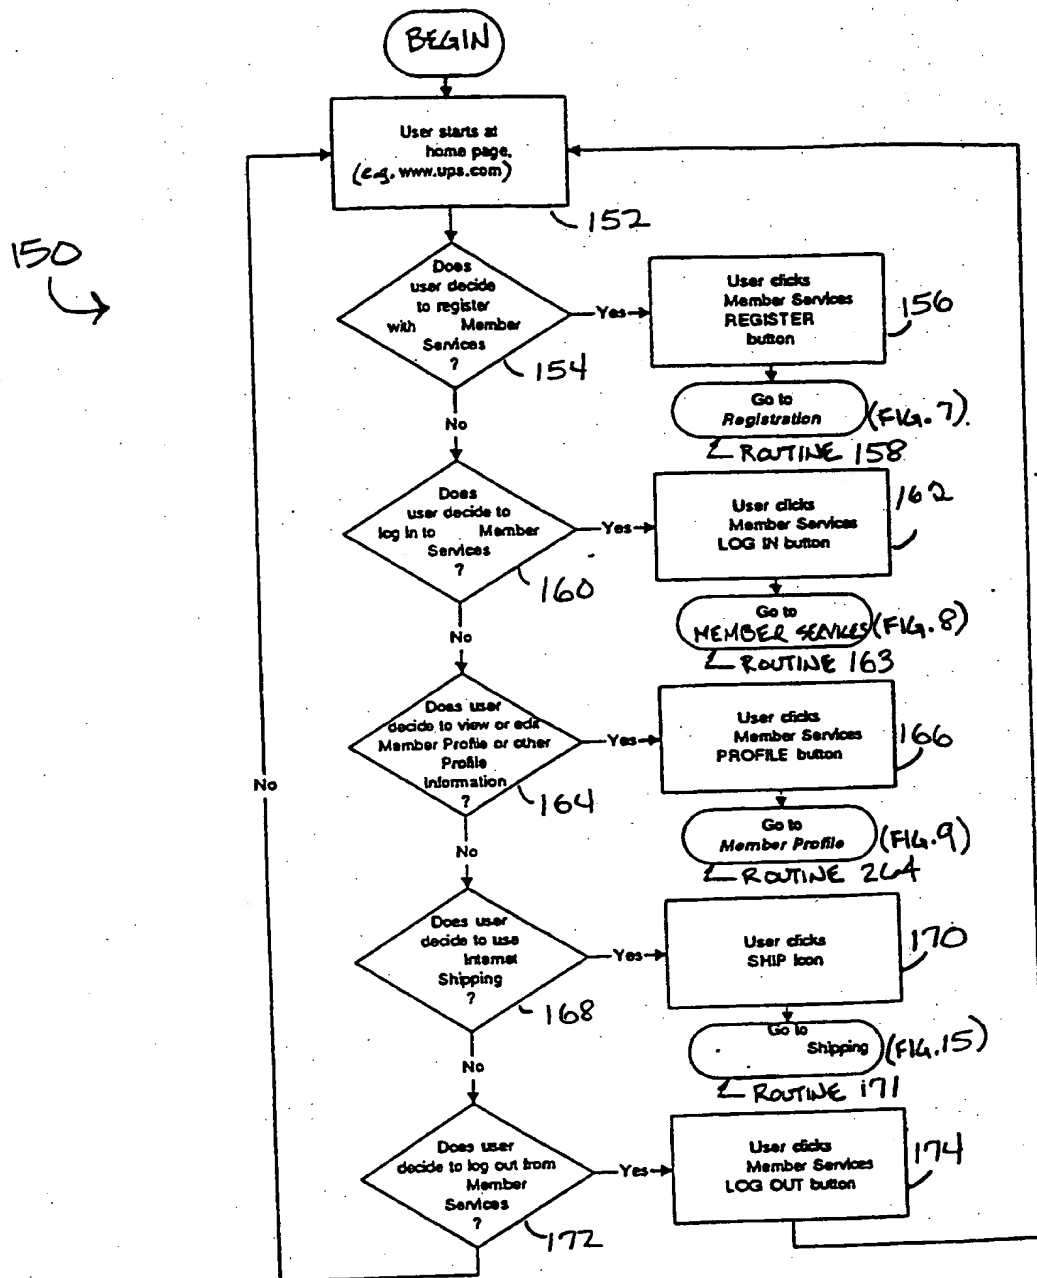 BEGIN
User starts at
home page.
(e.g. www.ups.com)
152
150
Does
user decide
to register
with Member
Services
?
154
Yes
User clicks
Member Services
REGISTER
button
156
Go to
Registration
(FIG. 7).
ROUTINE 158
No
Does
user decide to
log in to Member
Services
?
160
Yes
User clicks
Member Services
LOG IN button
162
Go to
MEMBER SERVICES
(FIG. 8)
ROUTINE 163
No
Does user
decide to view or edit
Member Profile or other
Profile
Information
?
164
Yes
User clicks
Member Services
PROFILE button
166
Go to
Member Profile
(FIG. 9)
ROUTINE 264
No
No
Does user
decide to use
Internet
Shipping
?
168
Yes
User clicks
SHIP icon
170
Go to
Shipping
(FIG. 15)
ROUTINE 171
No
Does user
decide to log out from
Member
Services
?
172
Yes
User clicks
Member Services
LOG OUT button
174